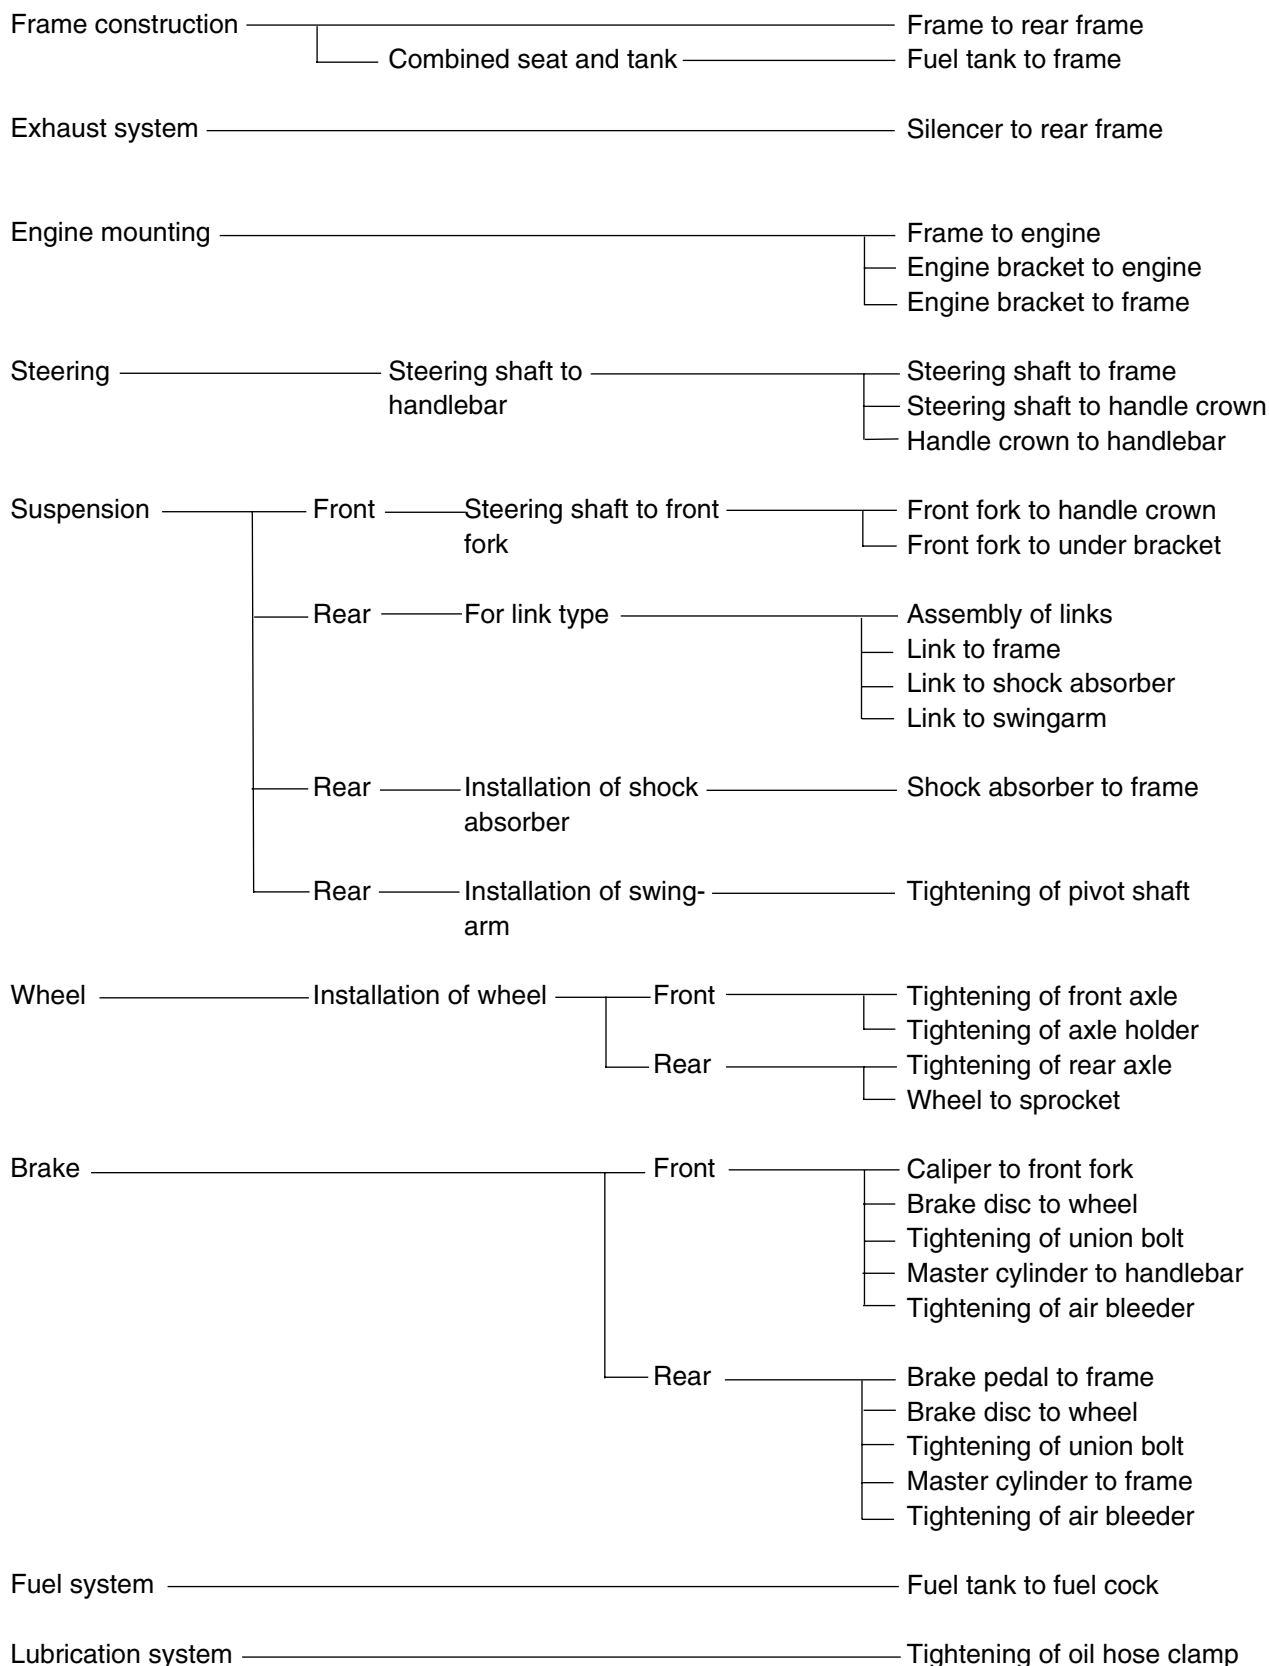 Frame construction Frame to rear frame
Combined seat and tank Fuel tank to frame
Exhaust system Silencer to rear frame
Engine mounting Frame to engine
Engine bracket to engine
Engine bracket to frame
Steering Steering shaft to Steering shaft to frame
handlebar Steering shaft to handle crown
Handle crown to handlebar
Suspension Front Steering shaft to front Front fork to handle crown
fork Front fork to under bracket
Rear For link type Assembly of links
Link to frame
Link to shock absorber
Link to swingarm
Rear Installation of shock Shock absorber to frame
absorber
Rear Installation of swing- Tightening of pivot shaft
arm
Wheel Installation of wheel Front Tightening of front axle
Tightening of axle holder
Rear Tightening of rear axle
Wheel to sprocket
Brake Front Caliper to front fork
Brake disc to wheel
Tightening of union bolt
Master cylinder to handlebar
Tightening of air bleeder
Rear Brake pedal to frame
Brake disc to wheel
Tightening of union bolt
Master cylinder to frame
Tightening of air bleeder
Fuel system Fuel tank to fuel cock
Lubrication system Tightening of oil hose clamp